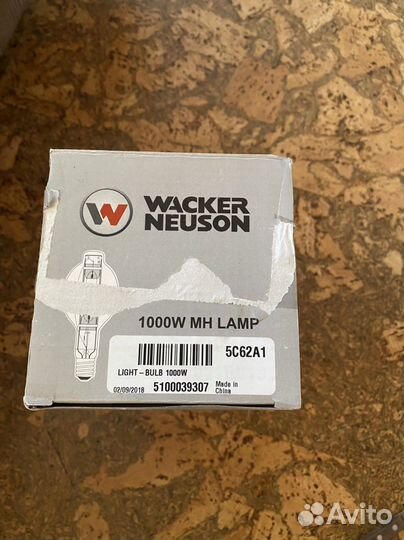 WACKER
NEUSON
1000W MH LAMP
5C62A1
LIGHT-BULB 1000W
02/09/2018 5100039307 Made in
China
Avito